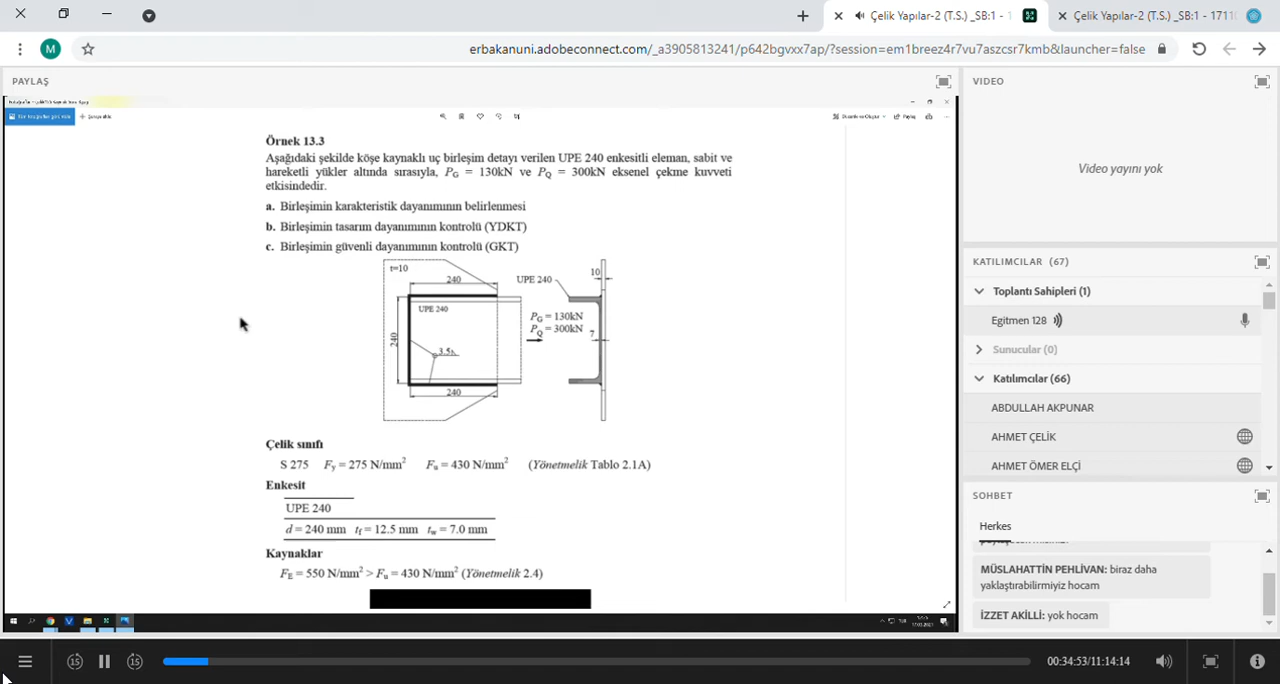 Çelik Yapılar-2 (T.S.) _SB:1 - 1
Çelik Yapılar-2 (T.S.) _SB:1 - 1711
M
erbakanuni.adobeconnect.com/_a3905813241/p642bgvxx7ap/?session=em1breez4r7vu7aszcsr7kmb&launcher=false
PAYLAŞ
Örnek 13.3
Aşağıdaki şekilde köşe kaynaklı uç birleşim detayı verilen UPE 240 enkesitli eleman, sabit ve
hareketli yükler altında sırasıyla, PG = 130kN ve PQ = 300kN eksenel çekme kuvveti
etkisindedir.
a. Birleşimin karakteristik dayanımının belirlenmesi
b. Birleşimin tasarım dayanımının kontrolü (YDKT)
c. Birleşimin güvenli dayanımının kontrolü (GKT)
t=10
240
UPE 240
10
UPE 240
PG = 130kN
PQ = 300kN
7
240
240
Çelik sınıfı
S 275 Fy = 275 N/mm² Fu = 430 N/mm² (Yönetmelik Tablo 2.1A)
Enkesit
UPE 240
d = 240 mm tf = 12.5 mm tw = 7.0 mm
Kaynaklar
FE = 550 N/mm² > Fu = 430 N/mm² (Yönetmelik 2.4)
VIDEO
Video yayını yok
KATILIMCILAR (67)
Toplantı Sahipleri (1)
Egitmen 128
Sunucular (0)
Katılımcılar (66)
ABDULLAH AKPUNAR
AHMET ÇELİK
AHMET ÖMER ELÇİ
SOHBET
Herkes
MÜSLAHATTİN PEHLİVAN: biraz daha
yaklaştırabilirmiyiz hocam
İZZET AKİLLİ: yok hocam
15
15
00:34:53/11:14:14